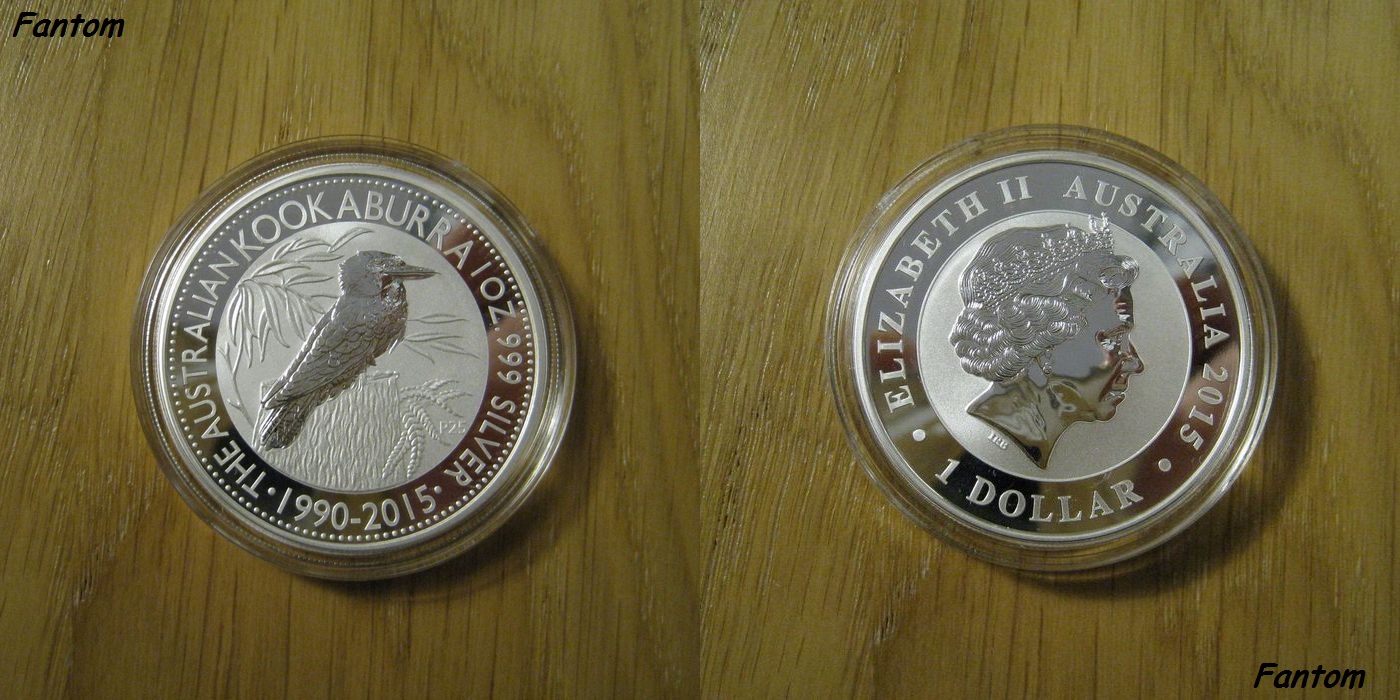 Fantom
THE AUSTRALIAN KOOKABURRA 1 OZ 999 SILVER
· 1990-2015 ·
P25
ELIZABETH II AUSTRALIA 2015
IRB
• 1 DOLLAR •
Fantom